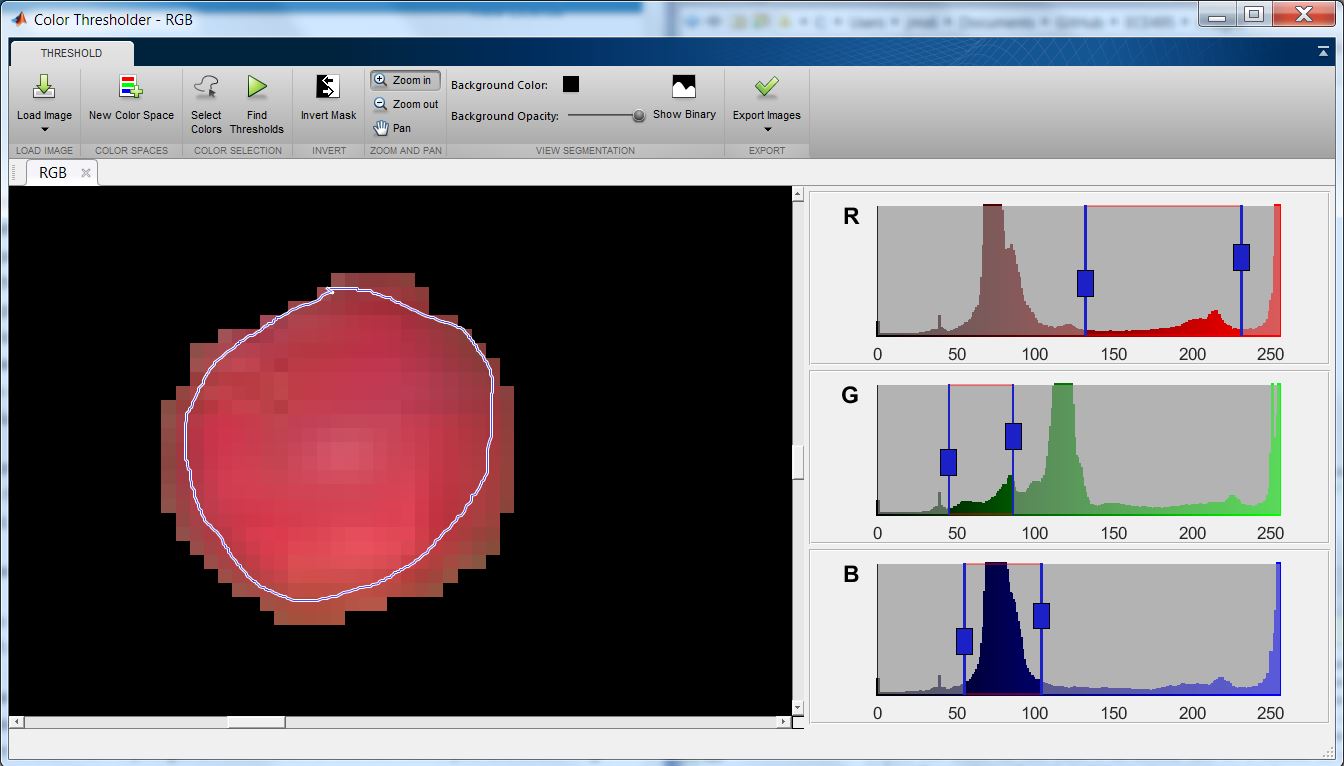 Color Thresholder - RGB
THRESHOLD
Load Image
New Color Space
Select Colors
Find Thresholds
Invert Mask
Zoom in
Zoom out
Pan
Background Color:
Background Opacity:
Show Binary
Export Images
LOAD IMAGE
COLOR SPACES
COLOR SELECTION
INVERT
ZOOM AND PAN
VIEW SEGMENTATION
EXPORT
RGB
R
0 50 100 150 200 250
G
0 50 100 150 200 250
B
0 50 100 150 200 250